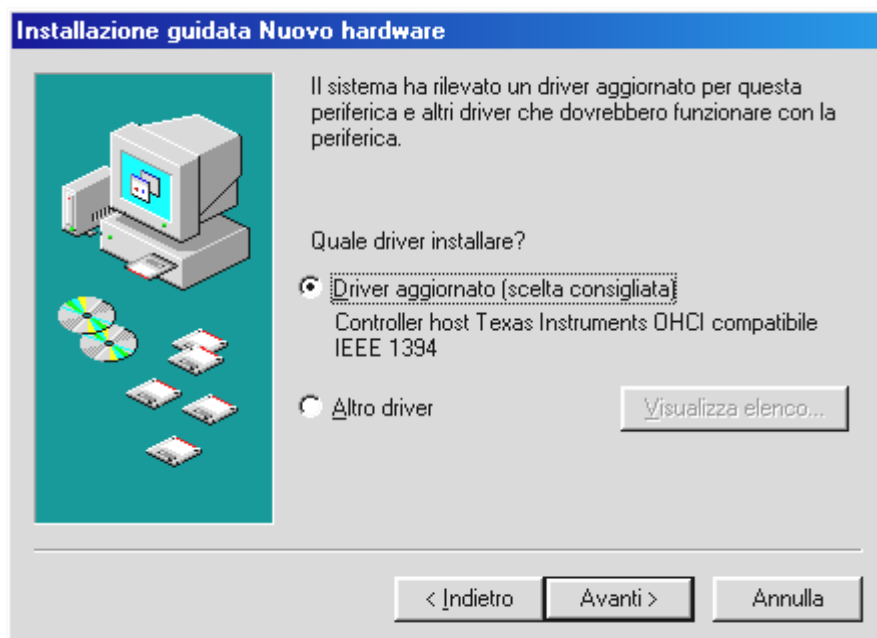 Installazione guidata Nuovo hardware
Il sistema ha rilevato un driver aggiornato per questa
periferica e altri driver che dovrebbero funzionare con la
periferica.
Quale driver installare?
Driver aggiornato (scelta consigliata)
Controller host Texas Instruments OHCI compatibile
IEEE 1394
Altro driver
Visualizza elenco...
< Indietro
Avanti >
Annulla